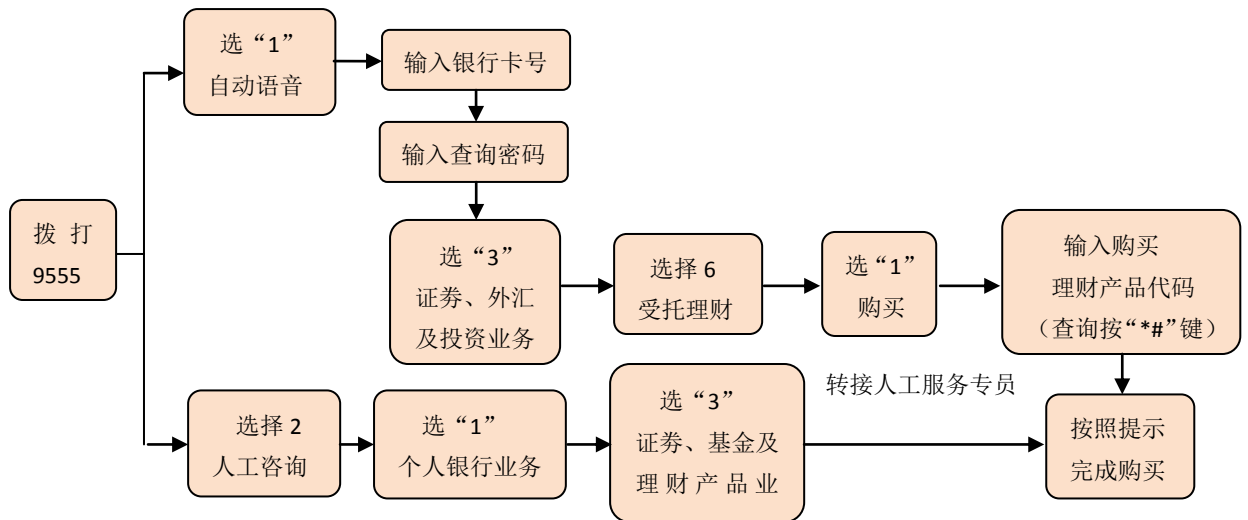 选“1”
自动语音
输入银行卡号
输入查询密码
拨 打
9555
选“3”
证券、外汇
及投资业务
选择 6
受托理财
选“1”
购买
输入购买
理财产品代码
（查询按“*#”键）
转接人工服务专员
选择 2
人工咨询
选“1”
个人银行业务
选“3”
证券、基金及
理 财 产 品 业
按照提示
完成购买